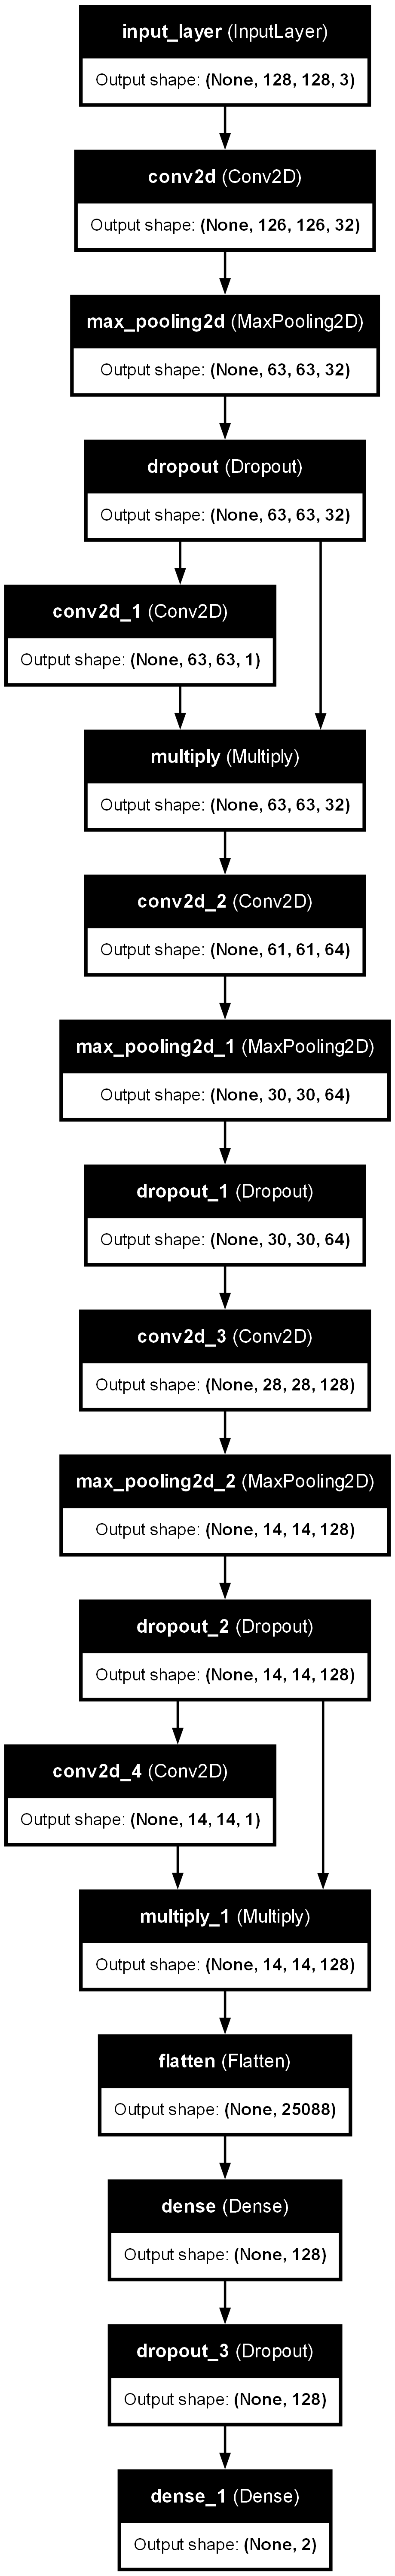 input_layer (InputLayer)
Output shape: (None, 128, 128, 3)
conv2d (Conv2D)
Output shape: (None, 126, 126, 32)
max_pooling2d (MaxPooling2D)
Output shape: (None, 63, 63, 32)
dropout (Dropout)
Output shape: (None, 63, 63, 32)
conv2d_1 (Conv2D)
Output shape: (None, 63, 63, 1)
multiply (Multiply)
Output shape: (None, 63, 63, 32)
conv2d_2 (Conv2D)
Output shape: (None, 61, 61, 64)
max_pooling2d_1 (MaxPooling2D)
Output shape: (None, 30, 30, 64)
dropout_1 (Dropout)
Output shape: (None, 30, 30, 64)
conv2d_3 (Conv2D)
Output shape: (None, 28, 28, 128)
max_pooling2d_2 (MaxPooling2D)
Output shape: (None, 14, 14, 128)
dropout_2 (Dropout)
Output shape: (None, 14, 14, 128)
conv2d_4 (Conv2D)
Output shape: (None, 14, 14, 1)
multiply_1 (Multiply)
Output shape: (None, 14, 14, 128)
flatten (Flatten)
Output shape: (None, 25088)
dense (Dense)
Output shape: (None, 128)
dropout_3 (Dropout)
Output shape: (None, 128)
dense_1 (Dense)
Output shape: (None, 2)